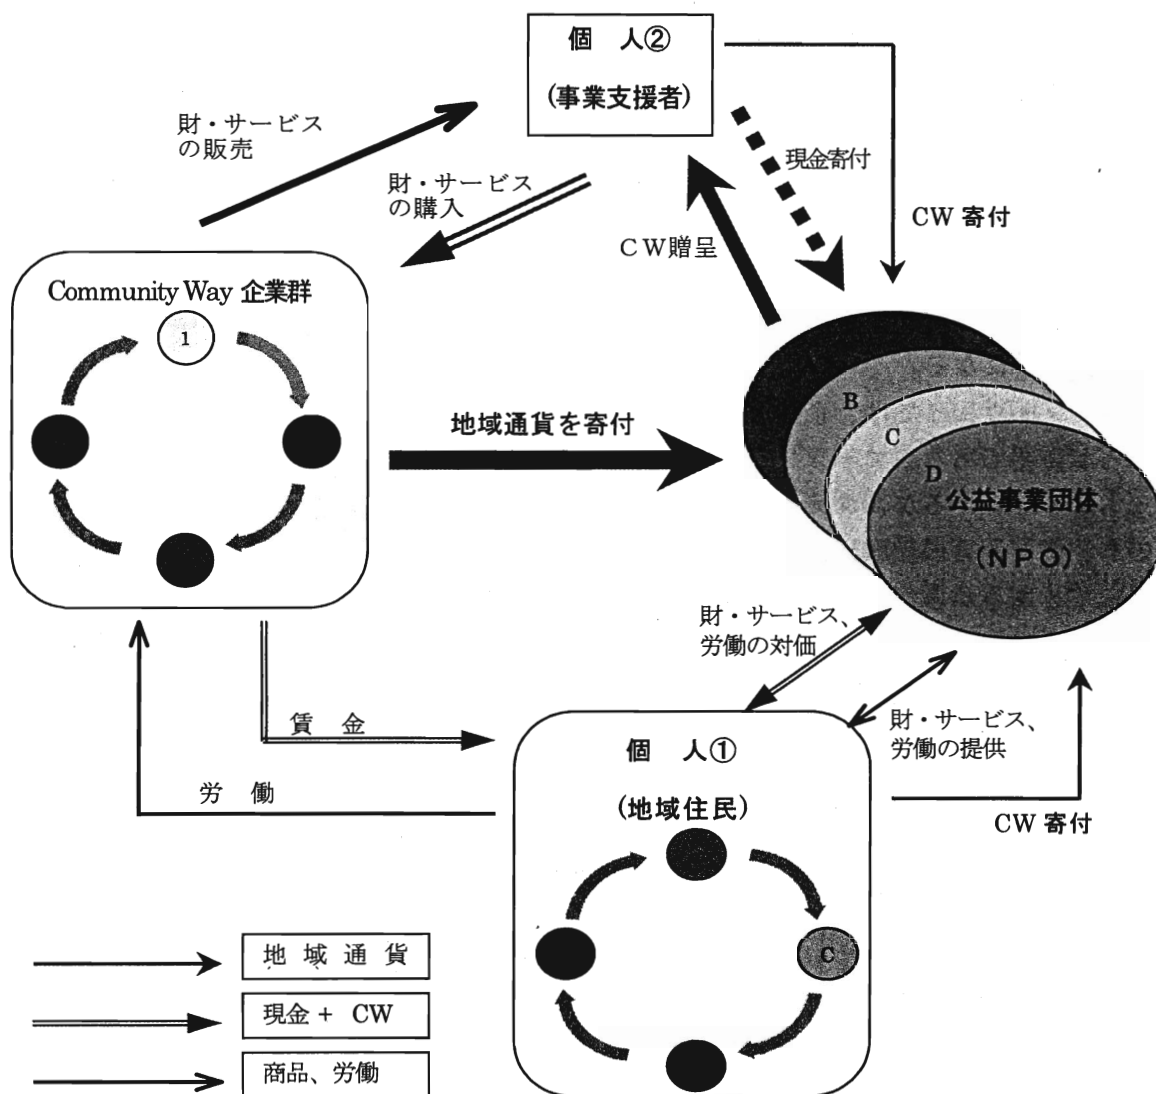 個 人②
(事業支援者)
財・サービス
の販売
現金寄付
財・サービス
の購入
CW 寄付
CW贈呈
Community Way 企業群
1
B
地域通貨を寄付
C
D
公益事業団体
(NPO)
財・サービス、
労働の対価
賃 金
財・サービス、
労働の提供
個 人①
労 働
(地域住民)
CW 寄付
C
地 域 通 貨
現金 + CW
商品、労働